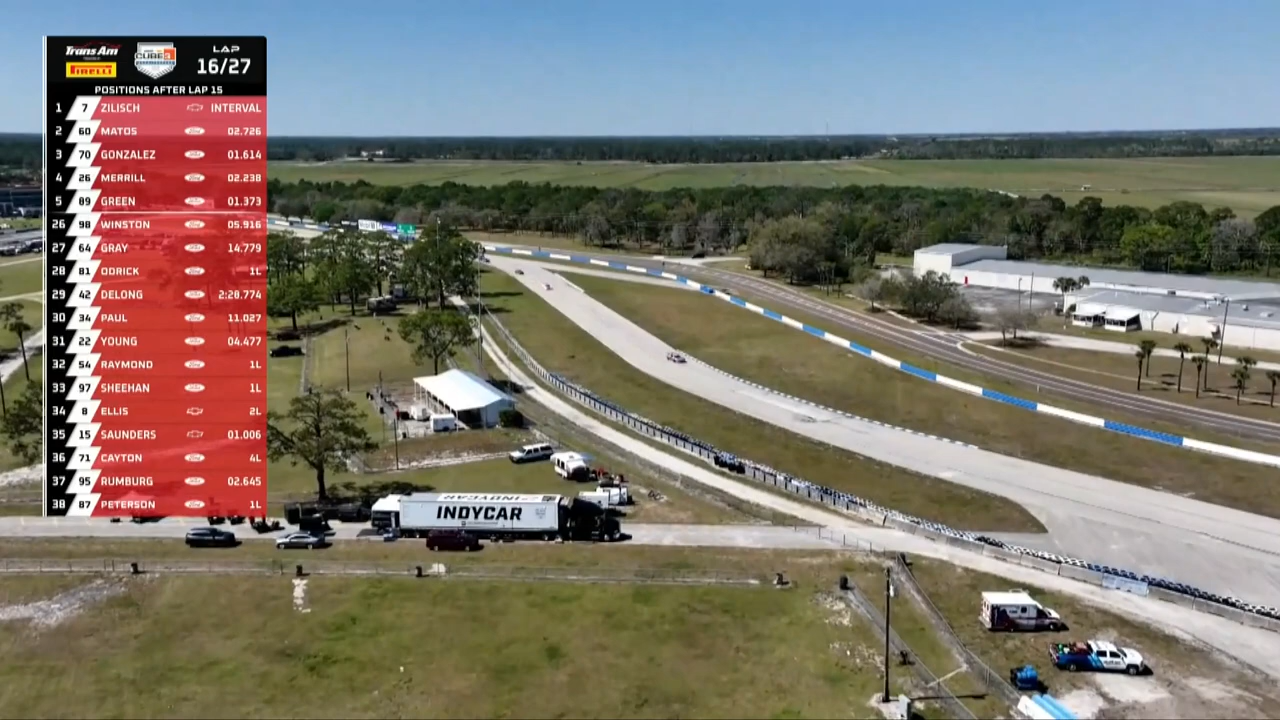 Trans Am
PIRELLI
CUBE 3
LAP
16/27
POSITIONS AFTER LAP 15
1 7 ZILISCH INTERVAL
2 60 MATOS 02.726
3 70 GONZALEZ 01.614
4 26 MERRILL 02.238
5 89 GREEN 01.373
26 98 WINSTON 05.916
27 64 GRAY 14.779
28 81 ODRICK 1L
29 42 DELONG 2:20.774
30 34 PAUL 11.027
31 22 YOUNG 04.477
32 54 RAYMOND 1L
33 97 SHEEHAN 1L
34 8 ELLIS 2L
35 15 SAUNDERS 01.006
36 71 CAYTON 4L
37 95 RUMBURG 02.645
38 87 PETERSON 1L
INDYCAR